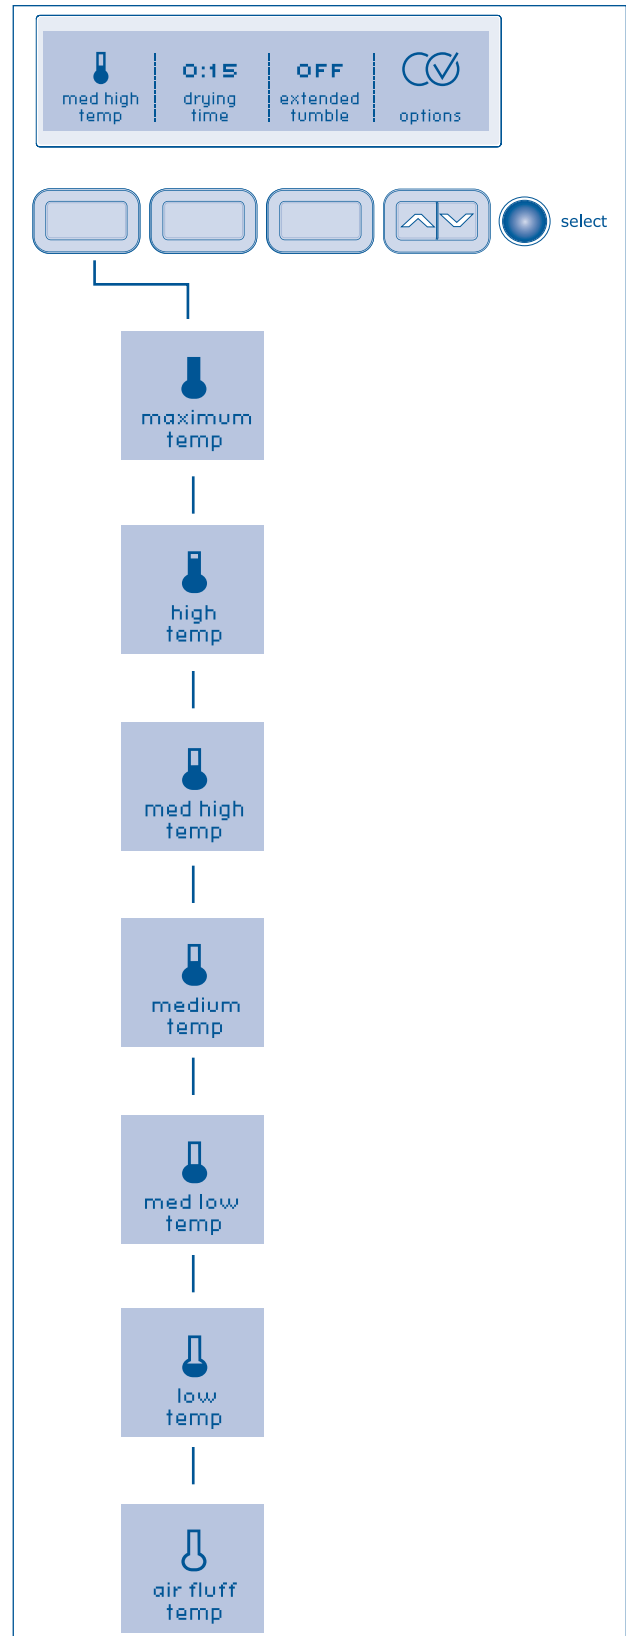 med high
temp
0:15
drying
time
OFF
extended
tumble
options
select
maximum
temp
high
temp
med high
temp
medium
temp
med low
temp
low
temp
air fluff
temp